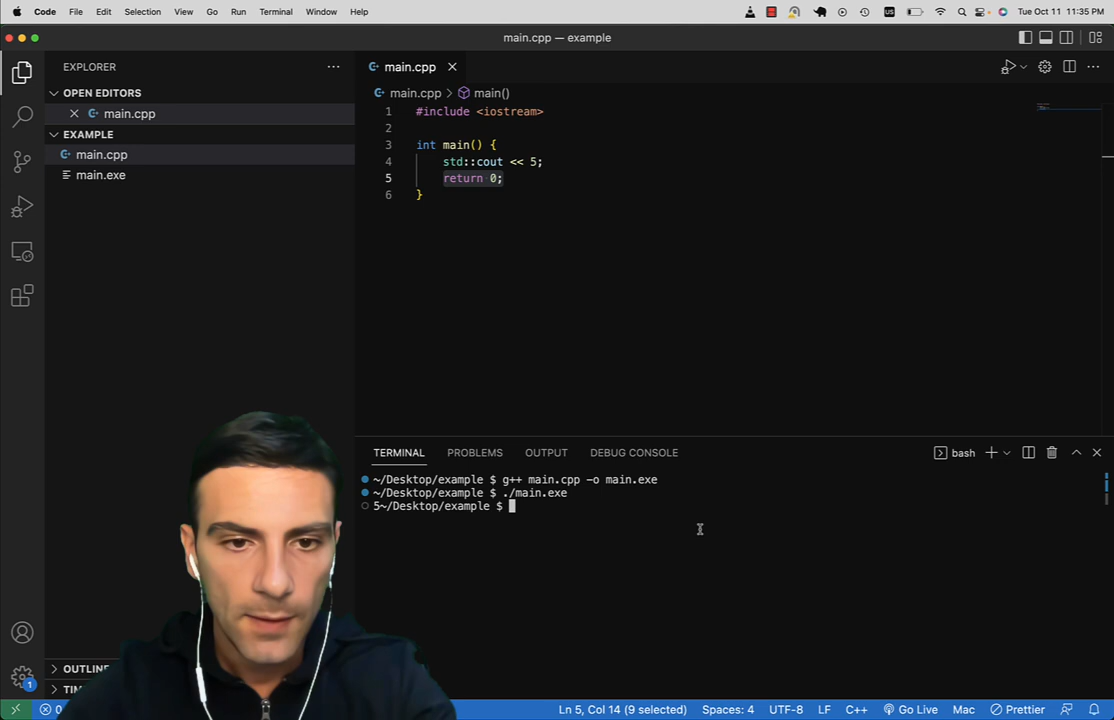 Code File Edit Selection View Go Run Terminal Window Help US Tue Oct 11 11:35 PM
main.cpp — example
EXPLORER
OPEN EDITORS
main.cpp
EXAMPLE
main.cpp
main.exe
OUTLINE
main.cpp
main.cpp > main()
1 #include <iostream>
2
3 int main() {
4 std::cout << 5;
5 return 0;
6 }
TERMINAL PROBLEMS OUTPUT DEBUG CONSOLE bash
~/Desktop/example $ g++ main.cpp -o main.exe
~/Desktop/example $ ./main.exe
5~/Desktop/example $
1
0 Ln 5, Col 14 (9 selected) Spaces: 4 UTF-8 LF C++ Go Live Mac Prettier